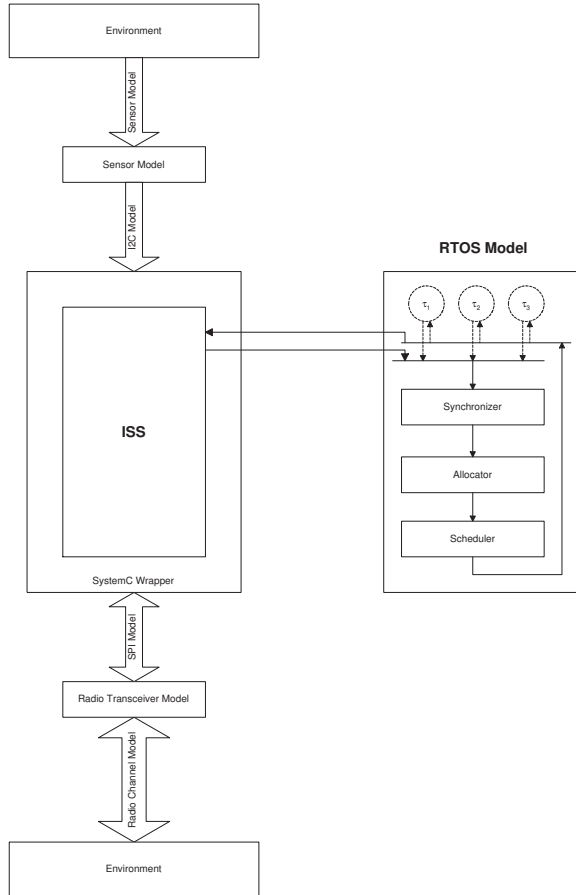 Environment
Sensor Model
Sensor Model
I2C Model
RTOS Model
τ1
τ2
τ3
ISS
Synchronizer
Allocator
Scheduler
SystemC Wrapper
SPI Model
Radio Transceiver Model
Radio Channel Model
Environment